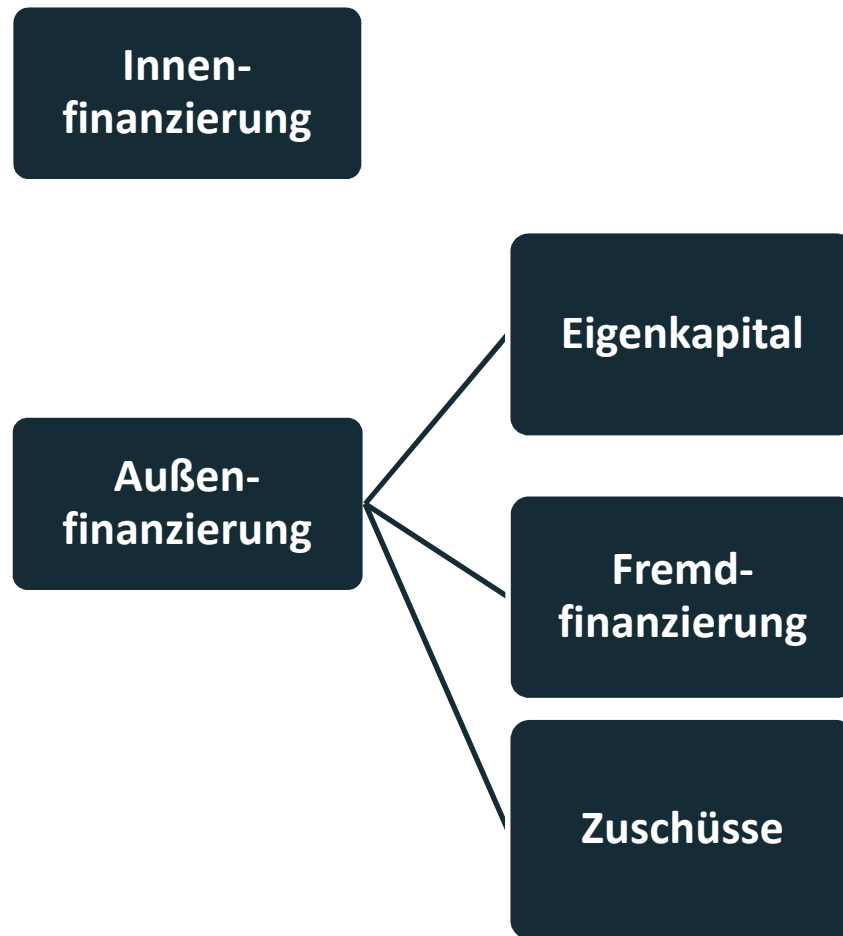 Innen-
finanzierung
Eigenkapital
Außen-
finanzierung
Fremd-
finanzierung
Zuschüsse